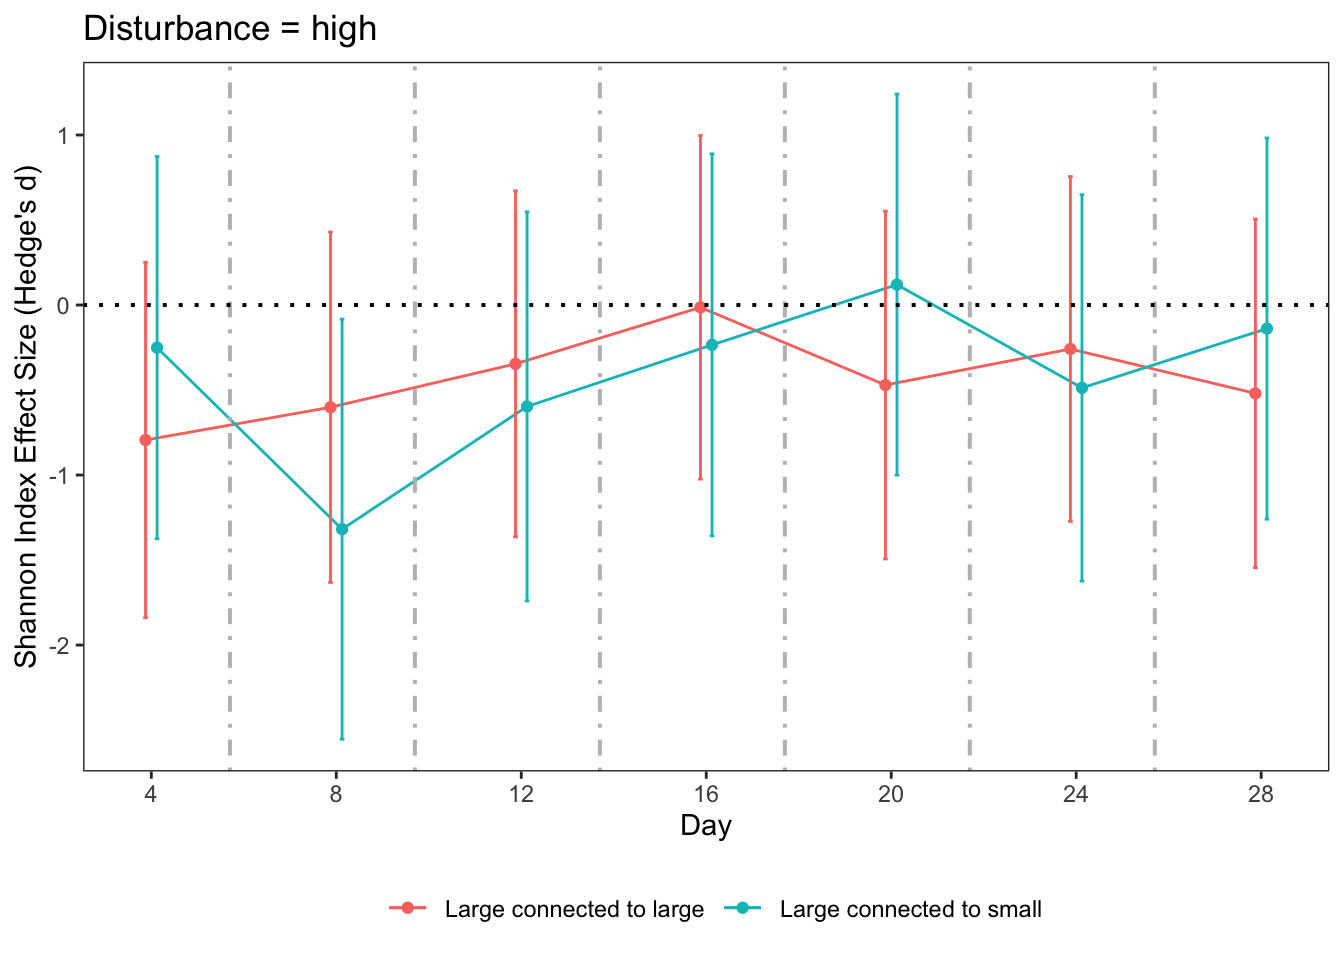 Disturbance = high
Shannon Index Effect Size (Hedge's d)
1
0
-1
-2
4 8 12 16 20 24 28
Day
Large connected to large Large connected to small